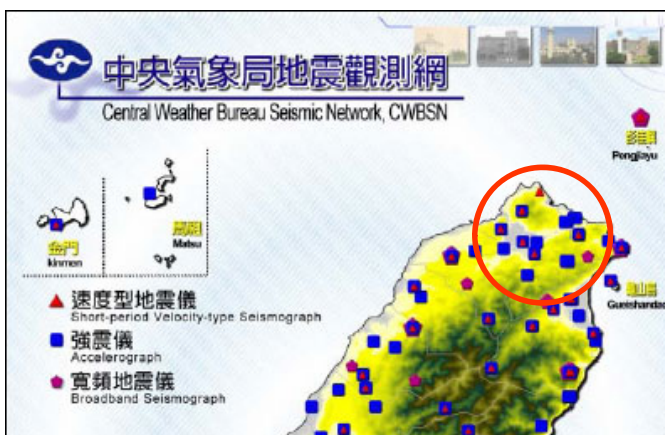 中央氣象局地震觀測網
Central Weather Bureau Seismic Network, CWBSN
彭佳嶼
Pengjiayu
馬祖
Matsu
金門
kinmen
龜山島
Gueishandao
速度型地震儀
Short-period Velocity-type Seismograph
強震儀
Accelerograph
寬頻地震儀
Broadband Seismograph